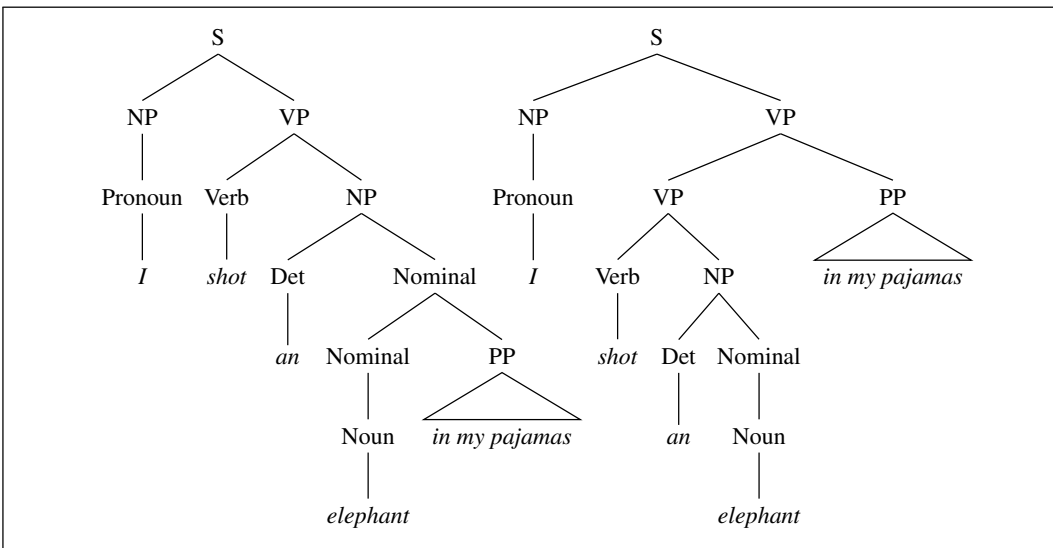 S S
NP VP NP VP
Pronoun Verb NP Pronoun VP PP
I shot Det Nominal I Verb NP in my pajamas
an Nominal PP shot Det Nominal
Noun in my pajamas an Noun
elephant elephant